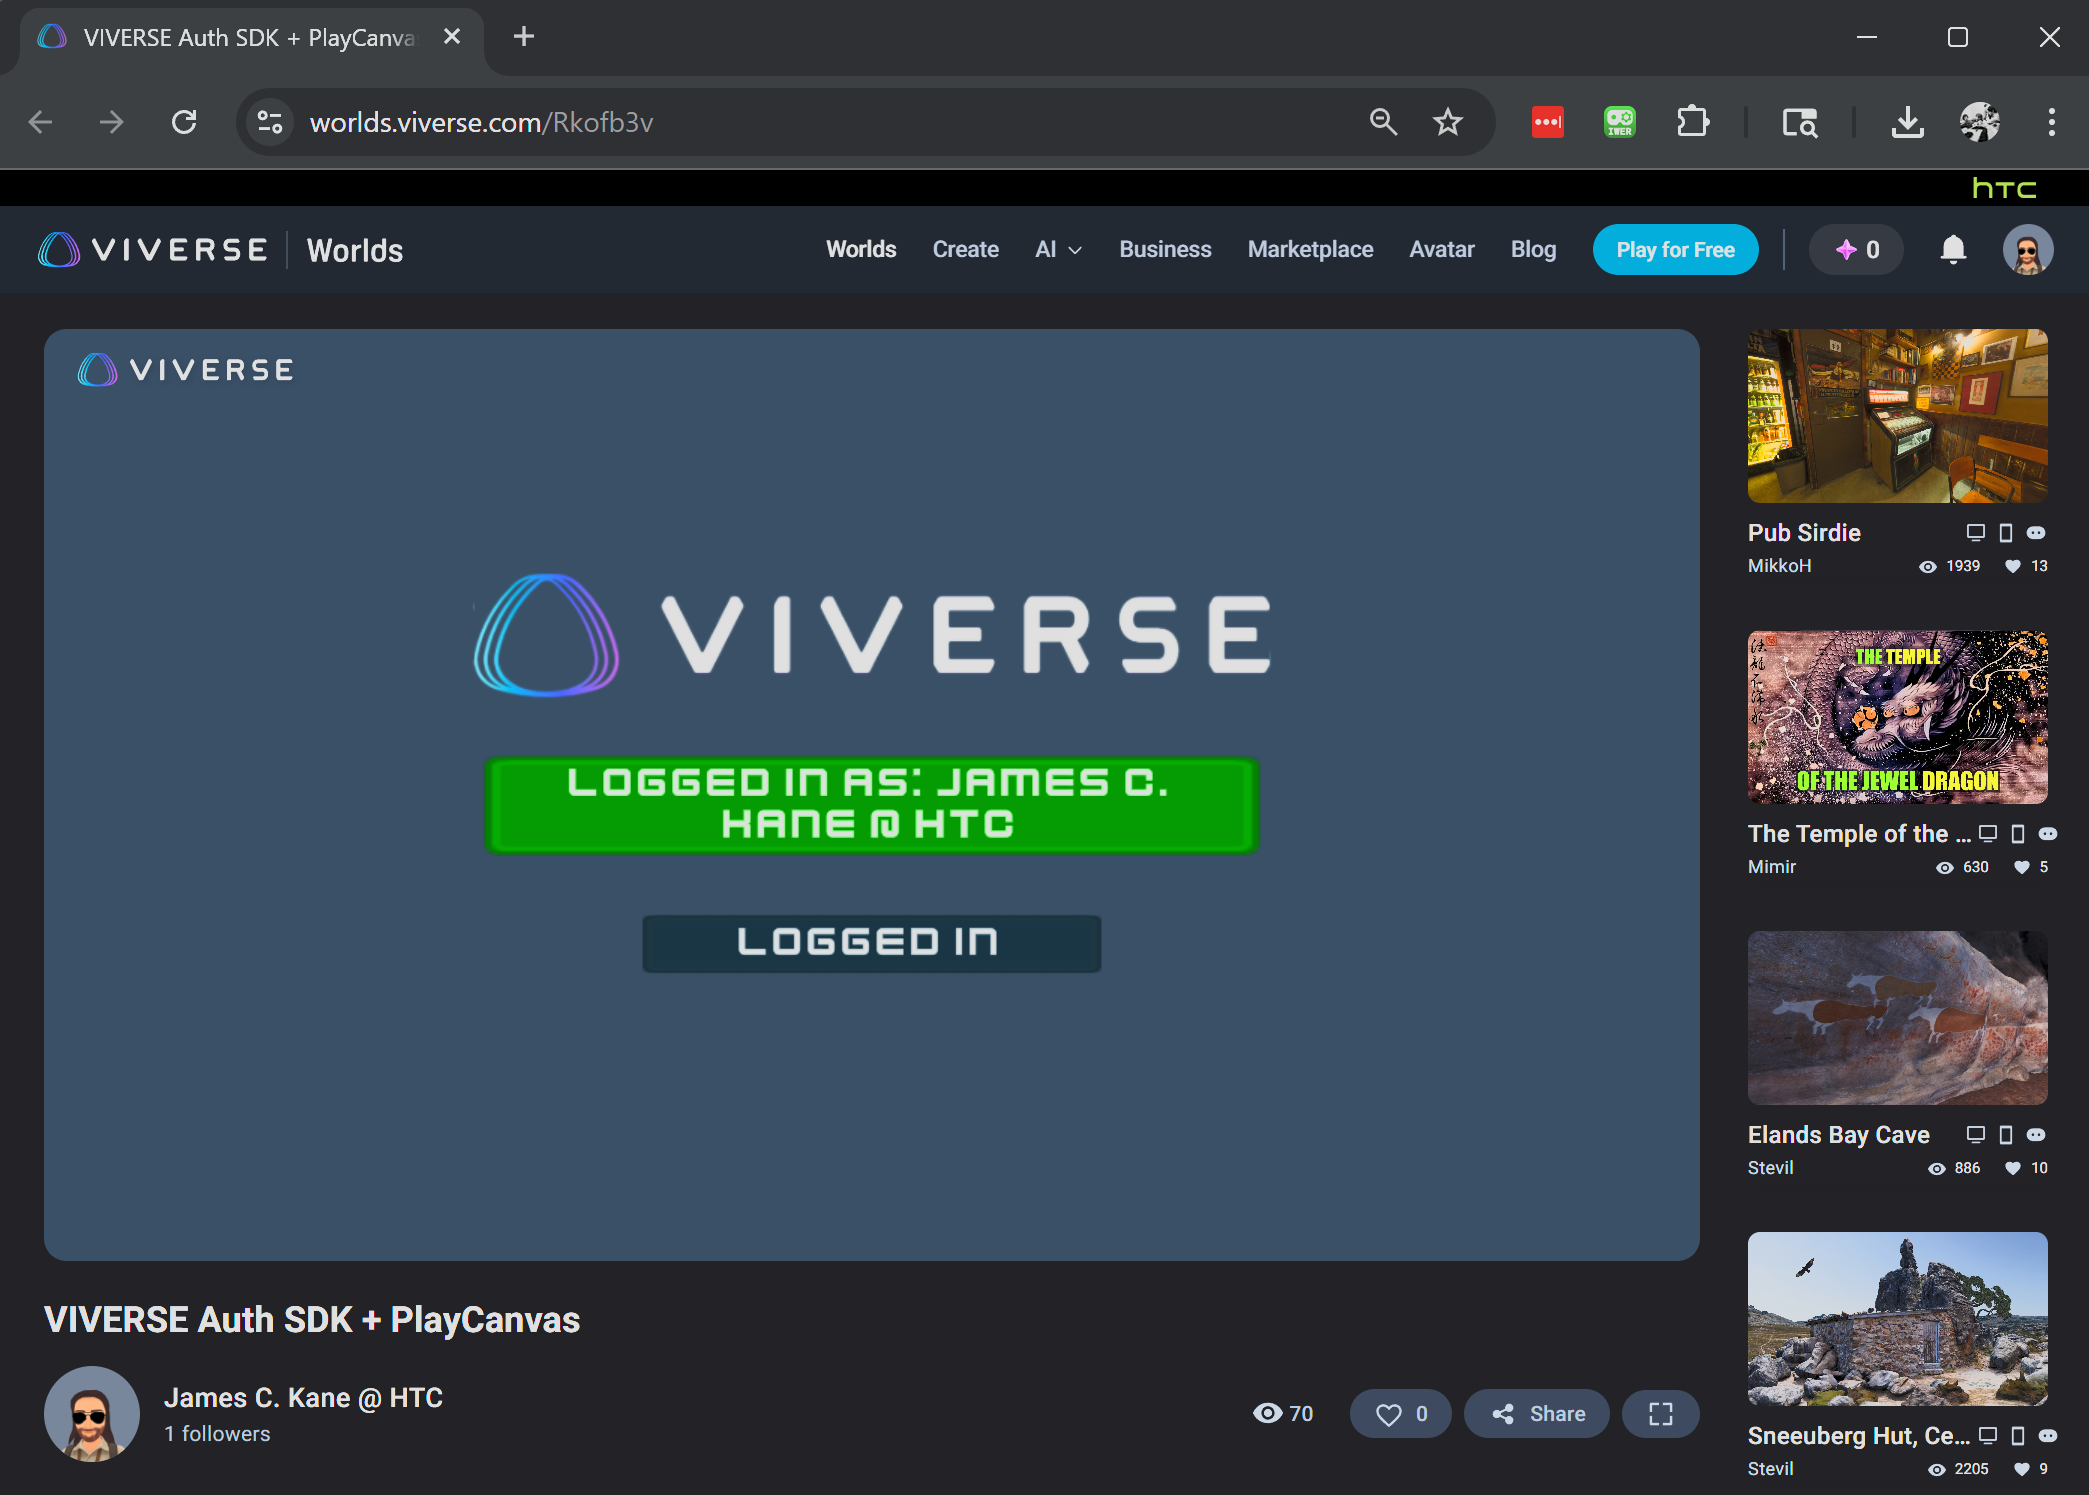 VIVERSE Auth SDK + PlayCanva
worlds.viverse.com/Rkofb3v
IWER
hTC
VIVERSE
Worlds
Worlds
Create
AI
Business
Marketplace
Avatar
Blog
Play for Free
0
VIVERSE
VIVERSE
LOGGED IN AS: JAMES C.
KANE @ HTC
LOGGED IN
VIVERSE Auth SDK + PlayCanvas
James C. Kane @ HTC
1 followers
70
0
Share
Pub Sirdie
MikkoH
1939
13
THE TEMPLE
OF THE JEWEL DRAGON
The Temple of the ...
Mimir
630
5
Elands Bay Cave
Stevil
886
10
Sneeuberg Hut, Ce...
Stevil
2205
9